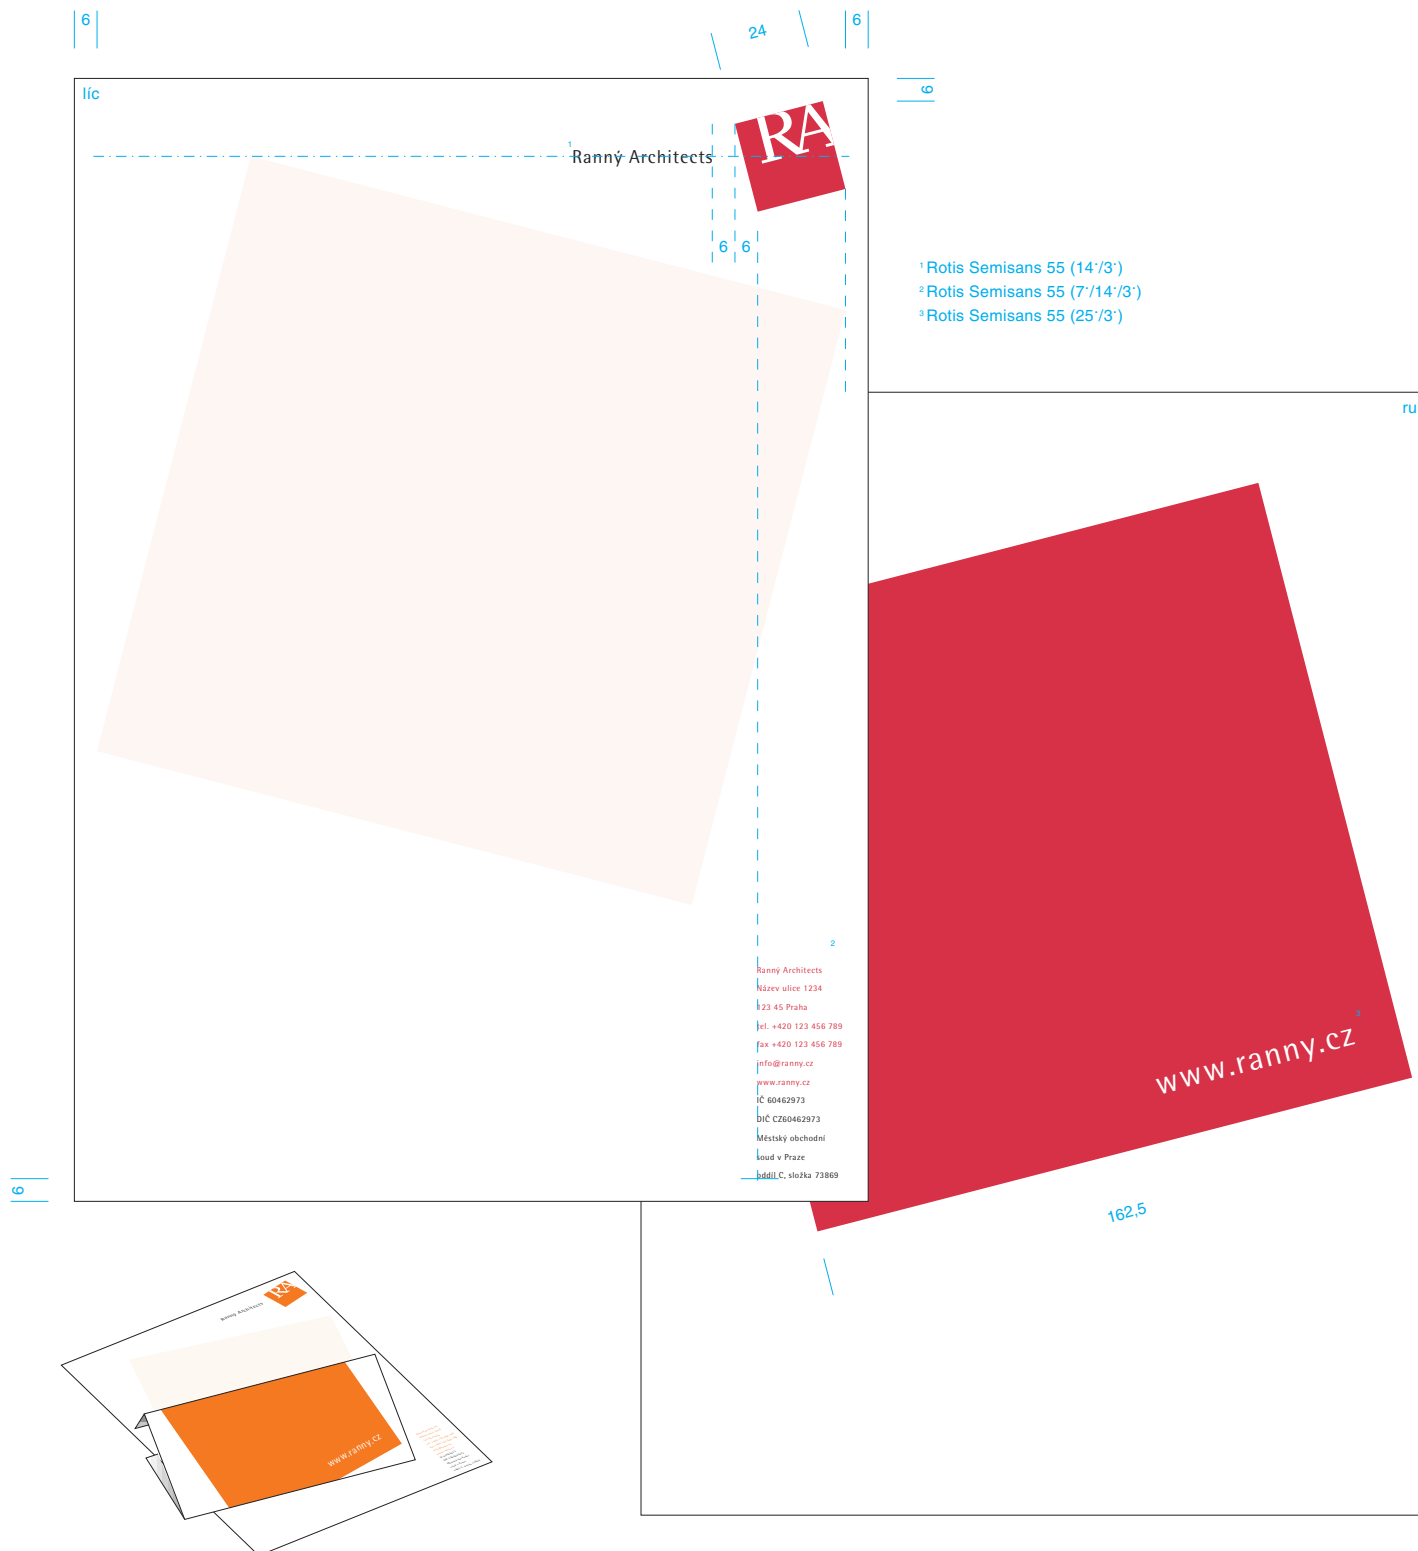 6
24
6
6
líc
RA
¹
Ranný Architects
6
6
¹ Rotis Semisans 55 (14˙/3˙)
² Rotis Semisans 55 (7˙/14˙/3˙)
³ Rotis Semisans 55 (25˙/3˙)
ru
2
Ranný Architects
Název ulice 1234
123 45 Praha
tel. +420 123 456 789
fax +420 123 456 789
info@ranny.cz
www.ranny.cz
IČ 60462973
DIČ CZ60462973
Městský obchodní
soud v Praze
oddíl C, složka 73869
3
www.ranny.cz
6
162,5
RA
Ranný Architects
www.ranny.cz